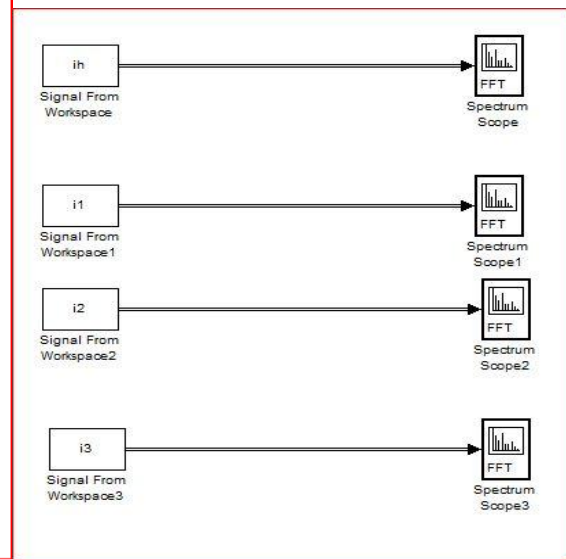 ih
Signal From
Workspace
FFT
Spectrum
Scope
i1
Signal From
Workspace1
FFT
Spectrum
Scope1
i2
Signal From
Workspace2
FFT
Spectrum
Scope2
i3
Signal From
Workspace3
FFT
Spectrum
Scope3